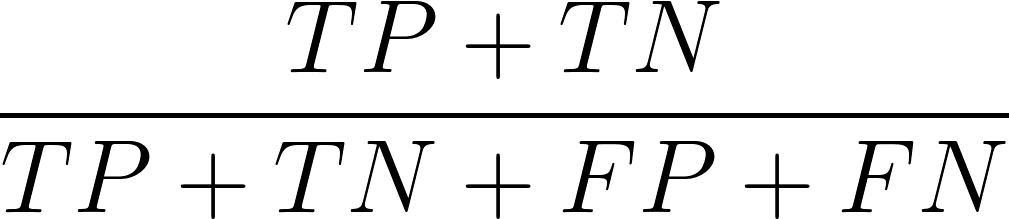 TP + TN
TP + TN + FP + FN